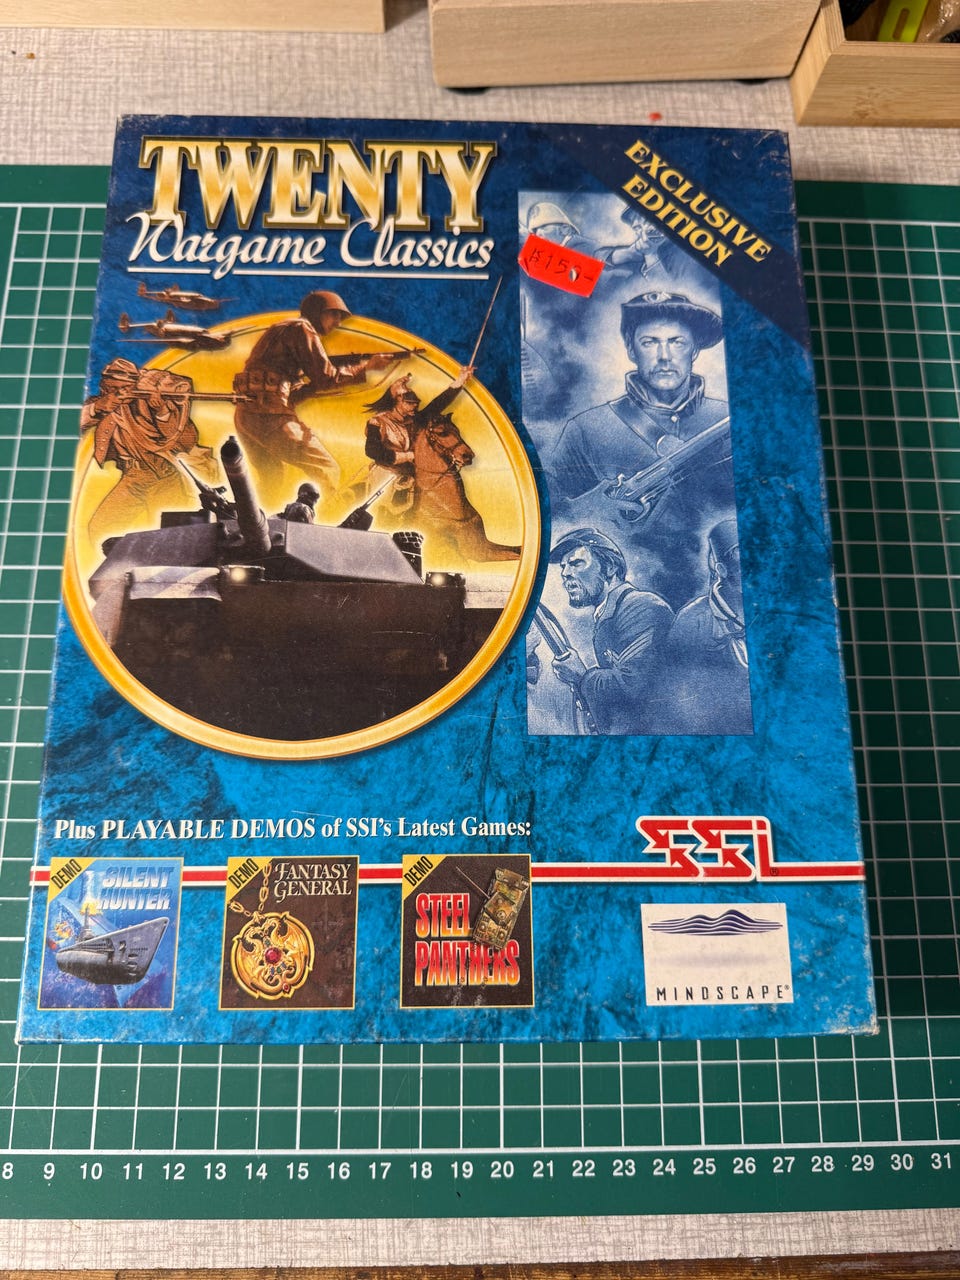 TWENTY
Wargame Classics
EXCLUSIVE
EDITION
150-
Plus PLAYABLE DEMOS of SSI's Latest Games:
SSI®
DEMO
SILENT
HUNTER
DEMO
FANTASY
GENERAL
DEMO
STEEL
PANTHERS
MINDSCAPE®
8 9 10 11 12 13 14 15 16 17 18 19 20 21 22 23 24 25 26 27 28 29 30 31